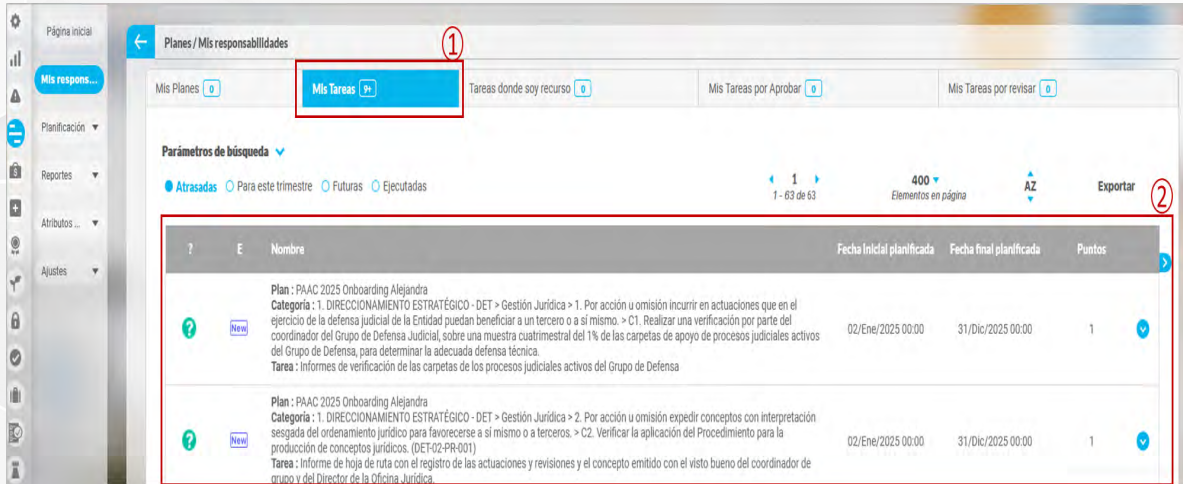 Página inicial
Mis respons...
Planificación
Reportes
Atributos ...
Ajustes
Planes / Mis responsabilidades
1
Mis Planes 0
Mis Tareas 9+
Tareas donde soy recurso 0
Mis Tareas por Aprobar 0
Mis Tareas por revisar 0
Parámetros de búsqueda
Atrasadas Para este trimestre Futuras Ejecutadas
1
1 - 63 de 63
400
Elementos en página
AZ
Exportar
2
? E Nombre Fecha inicial planificada Fecha final planificada Puntos
Plan : PAAC 2025 Onboarding Alejandra
Categoría : 1. DIRECCIONAMIENTO ESTRATÉGICO - DET > Gestión Jurídica > 1. Por acción u omisión incurrir en actuaciones que en el
ejercicio de la defensa judicial de la Entidad puedan beneficiar a un tercero o a sí mismo. > C1. Realizar una verificación por parte del
coordinador del Grupo de Defensa Judicial, sobre una muestra cuatrimestral del 1% de las carpetas de apoyo de procesos judiciales activos
del Grupo de Defensa, para determinar la adecuada defensa técnica.
Tarea : Informes de verificación de las carpetas de los procesos judiciales activos del Grupo de Defensa
? New 02/Ene/2025 00:00 31/Dic/2025 00:00 1
Plan : PAAC 2025 Onboarding Alejandra
Categoría : 1. DIRECCIONAMIENTO ESTRATÉGICO - DET > Gestión Jurídica > 2. Por acción u omisión expedir conceptos con interpretación
sesgada del ordenamiento jurídico para favorecerse a sí mismo o a terceros. > C2. Verificar la aplicación del Procedimiento para la
producción de conceptos jurídicos. (DET-02-PR-001)
Tarea : Informe de hoja de ruta con el registro de las actuaciones y revisiones y el concepto emitido con el visto bueno del coordinador de
grupo y del Director de la Oficina Jurídica.
? New 02/Ene/2025 00:00 31/Dic/2025 00:00 1